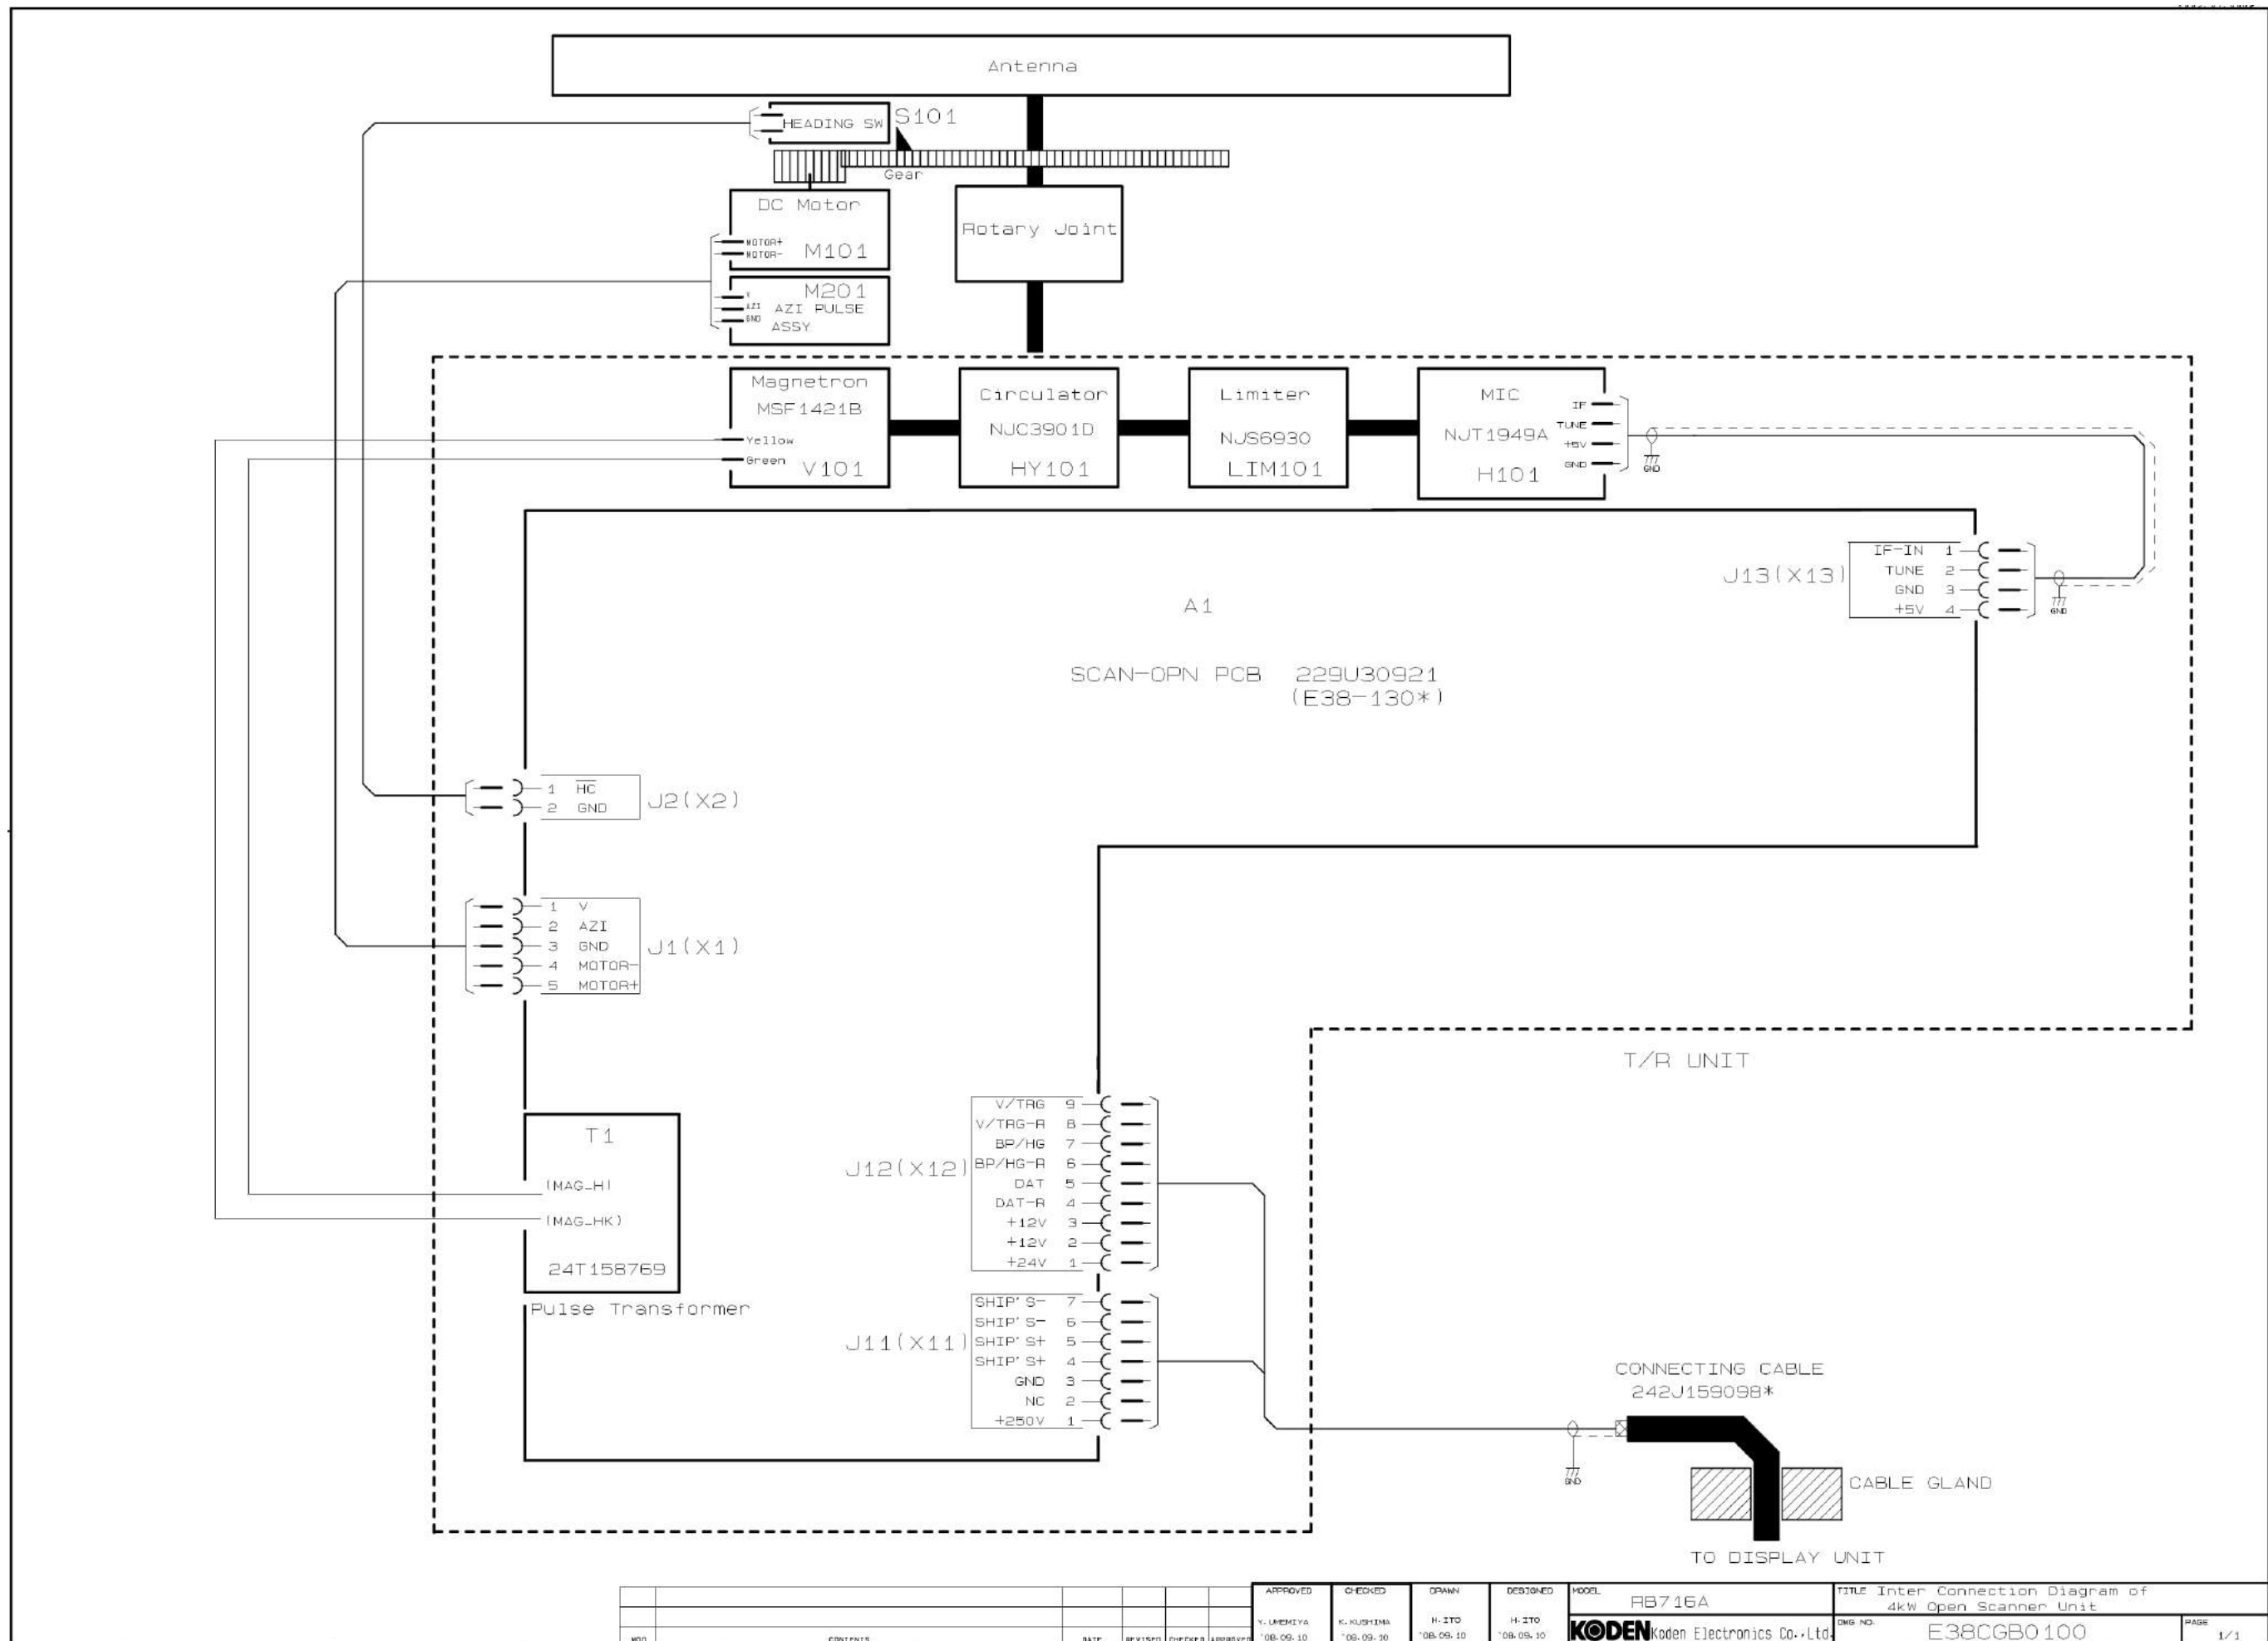 Antenna
HEADING SW
S101
Gear
DC Motor
MOTOR+
MOTOR-
M101
Rotary Joint
M201
V
AZI
AZI PULSE
GND
ASSY
Magnetron
MSF1421B
Yellow
Green
V101
Circulator
NJC3901D
HY101
Limiter
NJS6930
LIM101
MIC
NJT1949A
H101
IF
TUNE
+5V
GND
GND
J13(X13)
IF-IN 1
TUNE 2
GND 3
+5V 4
GND
A1
SCAN-OPN PCB 229U30921
(E38-130*)
1 HC
2 GND
J2(X2)
1 V
2 AZI
3 GND
4 MOTOR-
5 MOTOR+
J1(X1)
T/R UNIT
T1
(MAG_H)
(MAG_HK)
24T158769
Pulse Transformer
J12(X12)
V/TRG 9
V/TRG-R 8
BP/HG 7
BP/HG-R 6
DAT 5
DAT-R 4
+12V 3
+12V 2
+24V 1
J11(X11)
SHIP'S- 7
SHIP'S- 6
SHIP'S+ 5
SHIP'S+ 4
GND 3
NC 2
+250V 1
CONNECTING CABLE
242J159098*
GND
CABLE GLAND
TO DISPLAY UNIT
APPROVED CHECKED DRAWN DESIGNED
Y. UMEMIYA K. KUSHIMA H. ITO H. ITO
'08.09.10 '08.09.10 '08.09.10 '08.09.10
MODEL
RB716A
KODEN Koden Electronics Co.,Ltd.
TITLE Inter Connection Diagram of
4kW Open Scanner Unit
DWG NO.
E38CGB0100
PAGE
1/1
NOO CONTENTS DATE REVISED CHECKED APPROVED